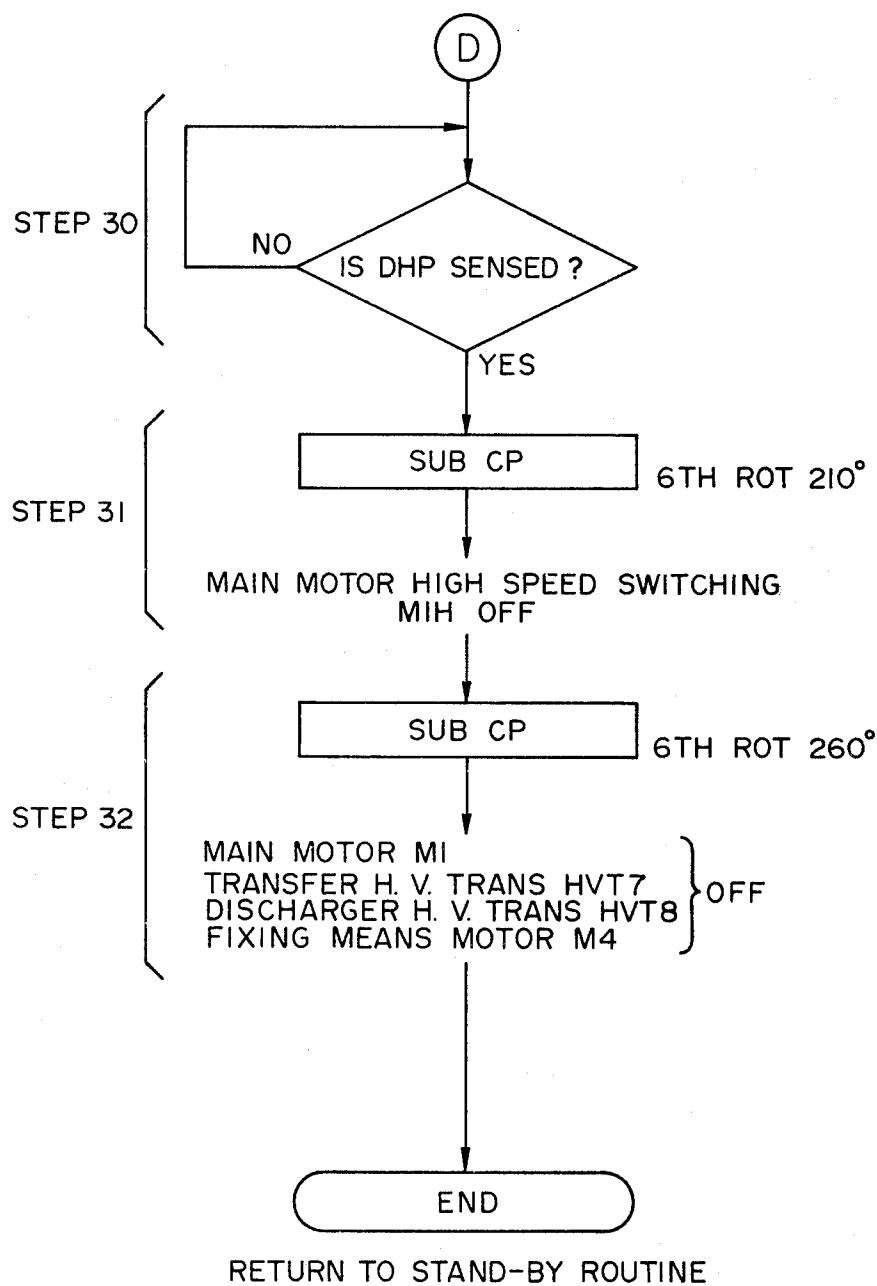 D
STEP 30
NO
IS DHP SENSED?
YES
SUB CP
6TH ROT 210°
STEP 31
MAIN MOTOR HIGH SPEED SWITCHING
MIH OFF
SUB CP
6TH ROT 260°
STEP 32
MAIN MOTOR M1
TRANSFER H. V. TRANS HVT7
DISCHARGER H. V. TRANS HVT8
FIXING MEANS MOTOR M4
OFF
END
RETURN TO STAND-BY ROUTINE